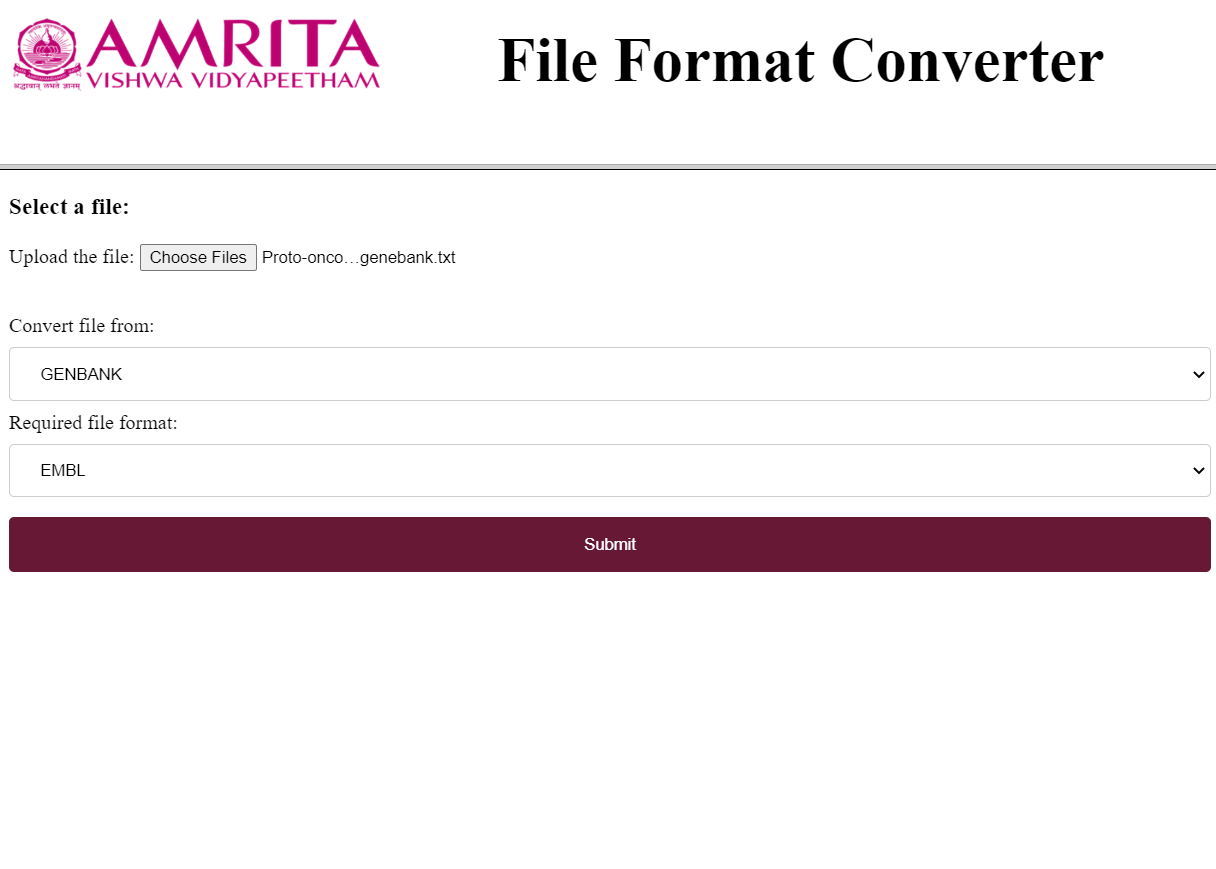 AMRITA
VISHWA VIDYAPEETHAM
श्रद्धावान् लभते ज्ञानम्
File Format Converter
Select a file:
Upload the file: Choose Files Proto-onco…genebank.txt
Convert file from:
GENBANK
Required file format:
EMBL
Submit